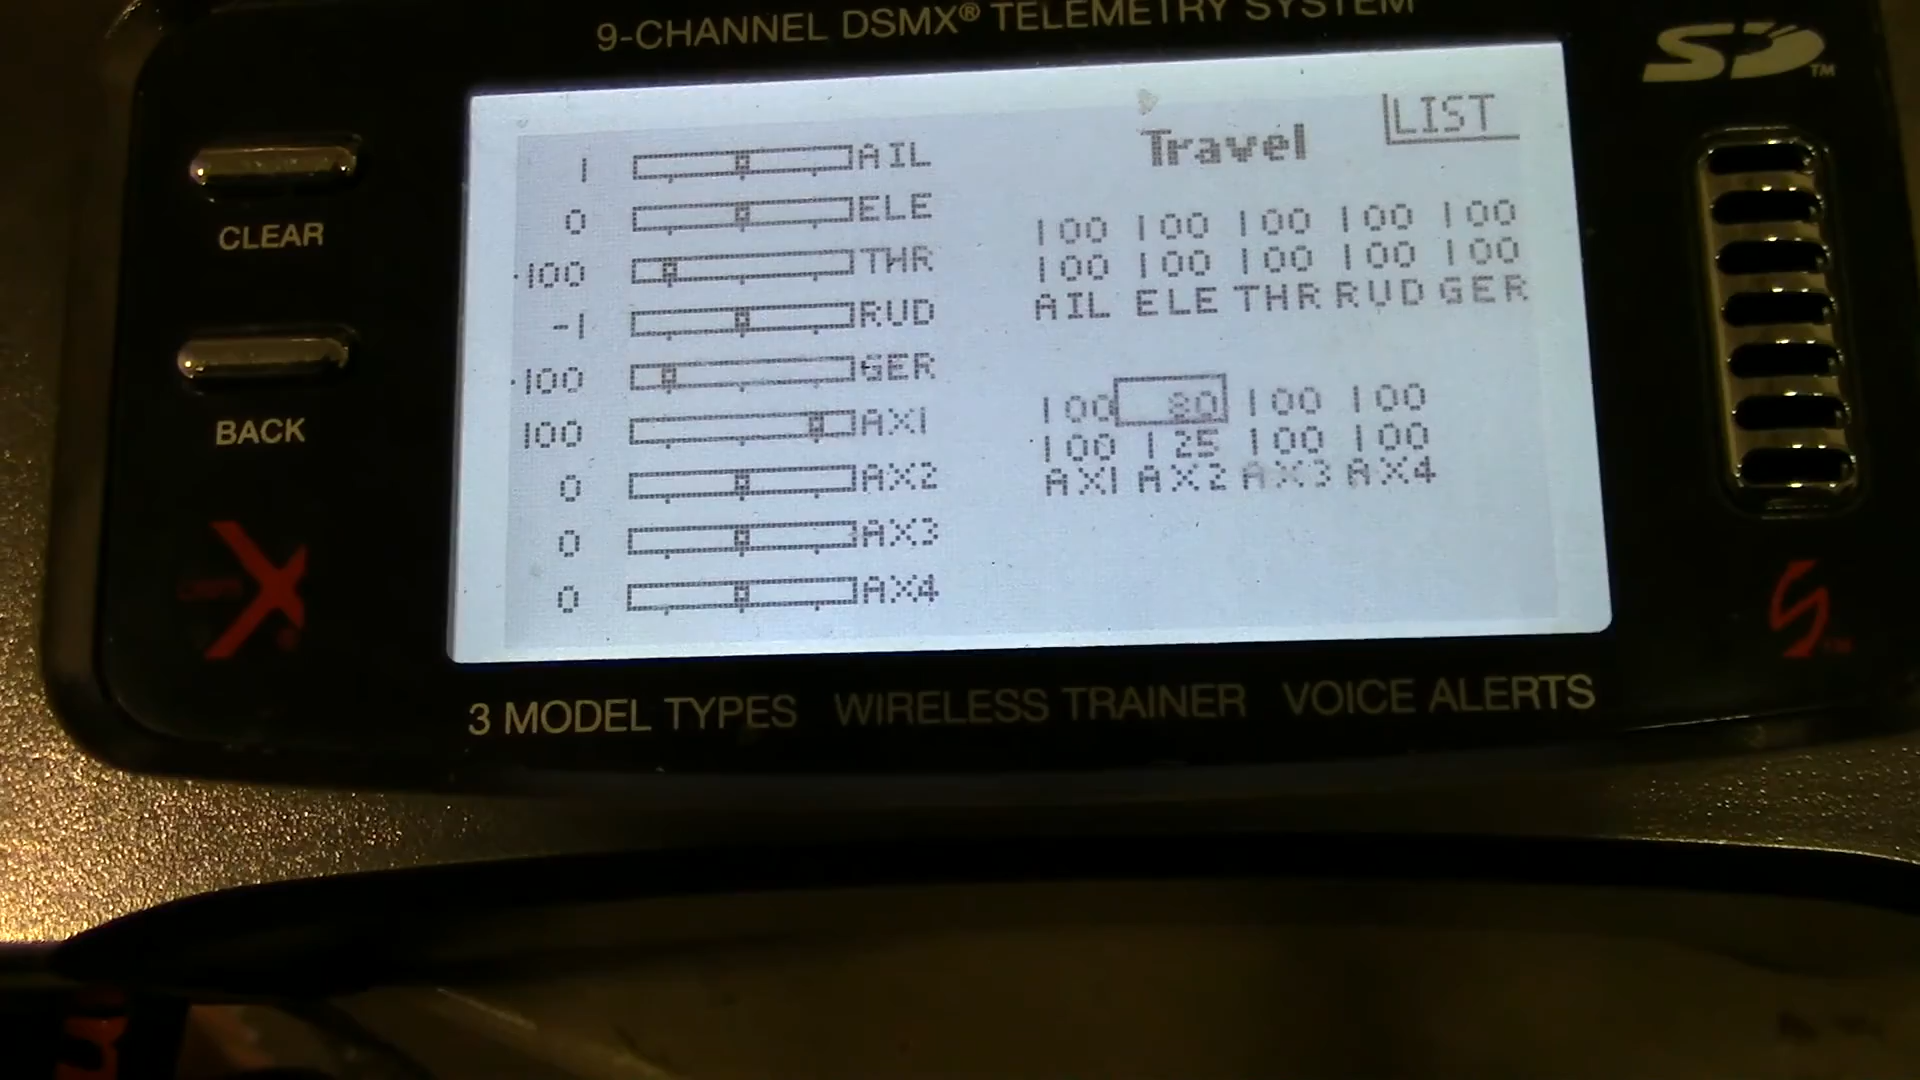 9-CHANNEL DSMX® TELEMETRY SYSTEM
SD™
CLEAR
BACK
LIST
Travel
1 AIL
0 ELE
-100 THR
-1 RUD
-100 GER
100 AX1
0 AX2
0 AX3
0 AX4
100 100 100 100 100
100 100 100 100 100
AIL ELE THR RUD GER
100 80 100 100
100 125 100 100
AX1 AX2 AX3 AX4
3 MODEL TYPES WIRELESS TRAINER VOICE ALERTS